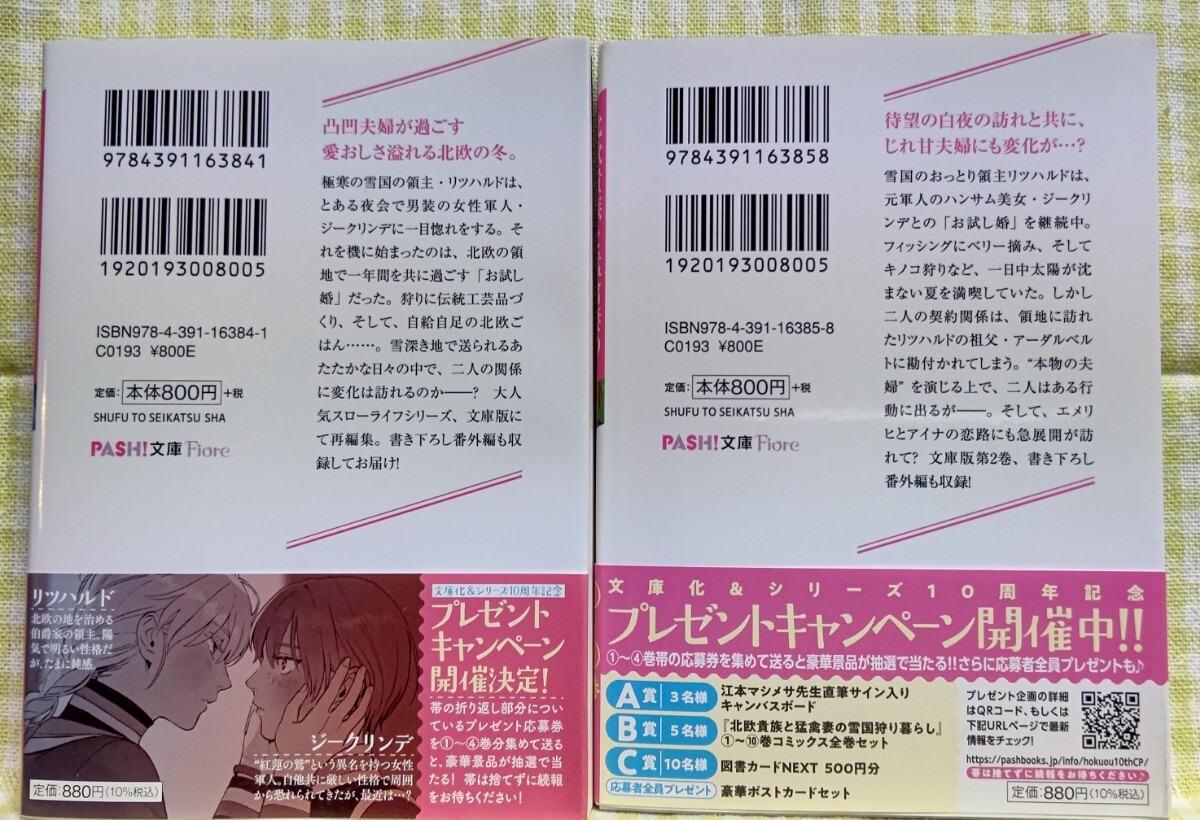 9784391163841
1920193008005
ISBN978-4-391-16384-1
C0193 ¥800E
定価:本体800円+税
SHUFU TO SEIKATSU SHA
PASH!文庫 Fiore
凸凹夫婦が過ごす
愛おしさ溢れる北欧の冬。
極寒の雪国の領主・リツハルドは、
とある夜会で男装の女性軍人・
ジークリンデに一目惚れをする。そ
れを機に始まったのは、北欧の領
地で一年間を共に過ごす「お試し
婚」だった。狩りに伝統工芸品づ
くり、そして、自給自足の北欧ご
はん……。雪深き地で送られるあ
たたかな日々の中で、二人の関係
に変化は訪れるのか――? 大人
気スローライフシリーズ、文庫版に
て再編集。書き下ろし番外編も収
録してお届け!
リツハルド
北欧の地を治める
伯爵家の領主。陽
気で明るい性格だ
が、たまに鈍感。
ジークリンデ
“紅蓮の鷲”という異名を持つ女性
軍人。自他共に厳しい性格で周囲
から恐れられてきたが、最近は…?
定価:880円(10%税込)
文庫化&シリーズ10周年記念
プレゼント
キャンペーン
開催決定!
帯の折り返し部分につ
いているプレゼント応募券
を①~④巻分集めて送る
と、豪華景品が抽選で当
たる! 帯は捨てずに続報
をお待ちください!
9784391163858
1920193008005
ISBN978-4-391-16385-8
C0193 ¥800E
定価:本体800円+税
SHUFU TO SEIKATSU SHA
PASH!文庫 Fiore
待望の白夜の訪れと共に、
じれ甘夫婦にも変化が…?
雪国のおっとり領主リツハルドは、
元軍人のハンサム美女・ジークリ
ンデとの「お試し婚」を継続中。
フィッシングにベリー摘み、そして
キノコ狩りなど、一日中太陽が沈
まない夏を満喫していた。しかし
二人の契約関係は、領地に訪れ
たリツハルドの祖父・アーダルベル
トに勘付かれてしまう。“本物の夫
婦”を演じる上で、二人はある行
動に出るが――。そして、エメリ
ヒとアイナの恋路にも急展開が訪
れて? 文庫版第2巻、書き下ろし
番外編も収録!
文庫化&シリーズ10周年記念
プレゼントキャンペーン開催中!!
①~④巻帯の応募券を集めて送ると豪華景品が抽選で当たる!!さらに応募者全員プレゼントも♪
A賞 3名様 江本マシメサ先生直筆サイン入り
キャンバスボード
B賞 5名様 『北欧貴族と猛禽妻の雪国狩り暮らし』
①~⑩巻コミックス全巻セット
C賞 10名様 図書カードNEXT 500円分
応募者全員プレゼント 豪華ポストカードセット
プレゼント企画の詳細
はQRコード、もしくは
下記URLページで最新
情報をチェック!
https://pashbooks.jp/info/hokuou10thCP/
帯は捨てずに続報をお待ちください♪
定価:880円(10%税込)